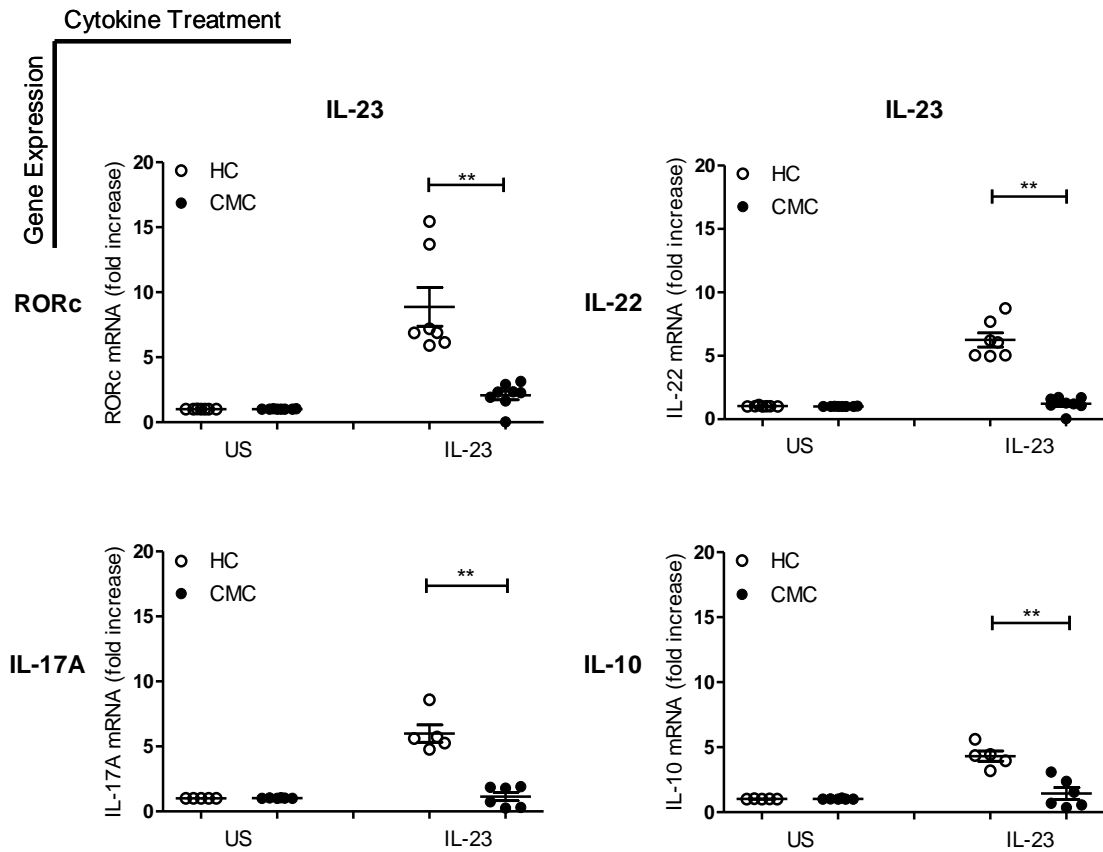 Cytokine Treatment
Gene Expression
IL-23
IL-23
RORc
RORc mRNA (fold increase)
20
15
10
5
0
HC
CMC
**
US
IL-23
IL-22
IL-22 mRNA (fold increase)
20
15
10
5
0
HC
CMC
**
US
IL-23
IL-17A
IL-17A mRNA (fold increase)
20
15
10
5
0
HC
CMC
**
US
IL-23
IL-10
IL-10 mRNA (fold increase)
20
15
10
5
0
HC
CMC
**
US
IL-23